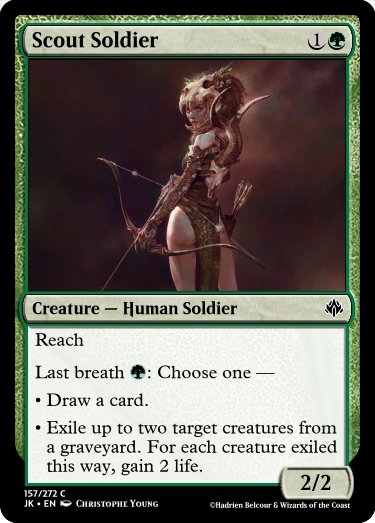 Scout Soldier 1
Creature — Human Soldier
Reach
Last breath : Choose one —
• Draw a card.
• Exile up to two target creatures from
a graveyard. For each creature exiled
this way, gain 2 life.
2/2
157/272 C
JK • EN Christophe Young
©Hadrien Belcour & Wizards of the Coast